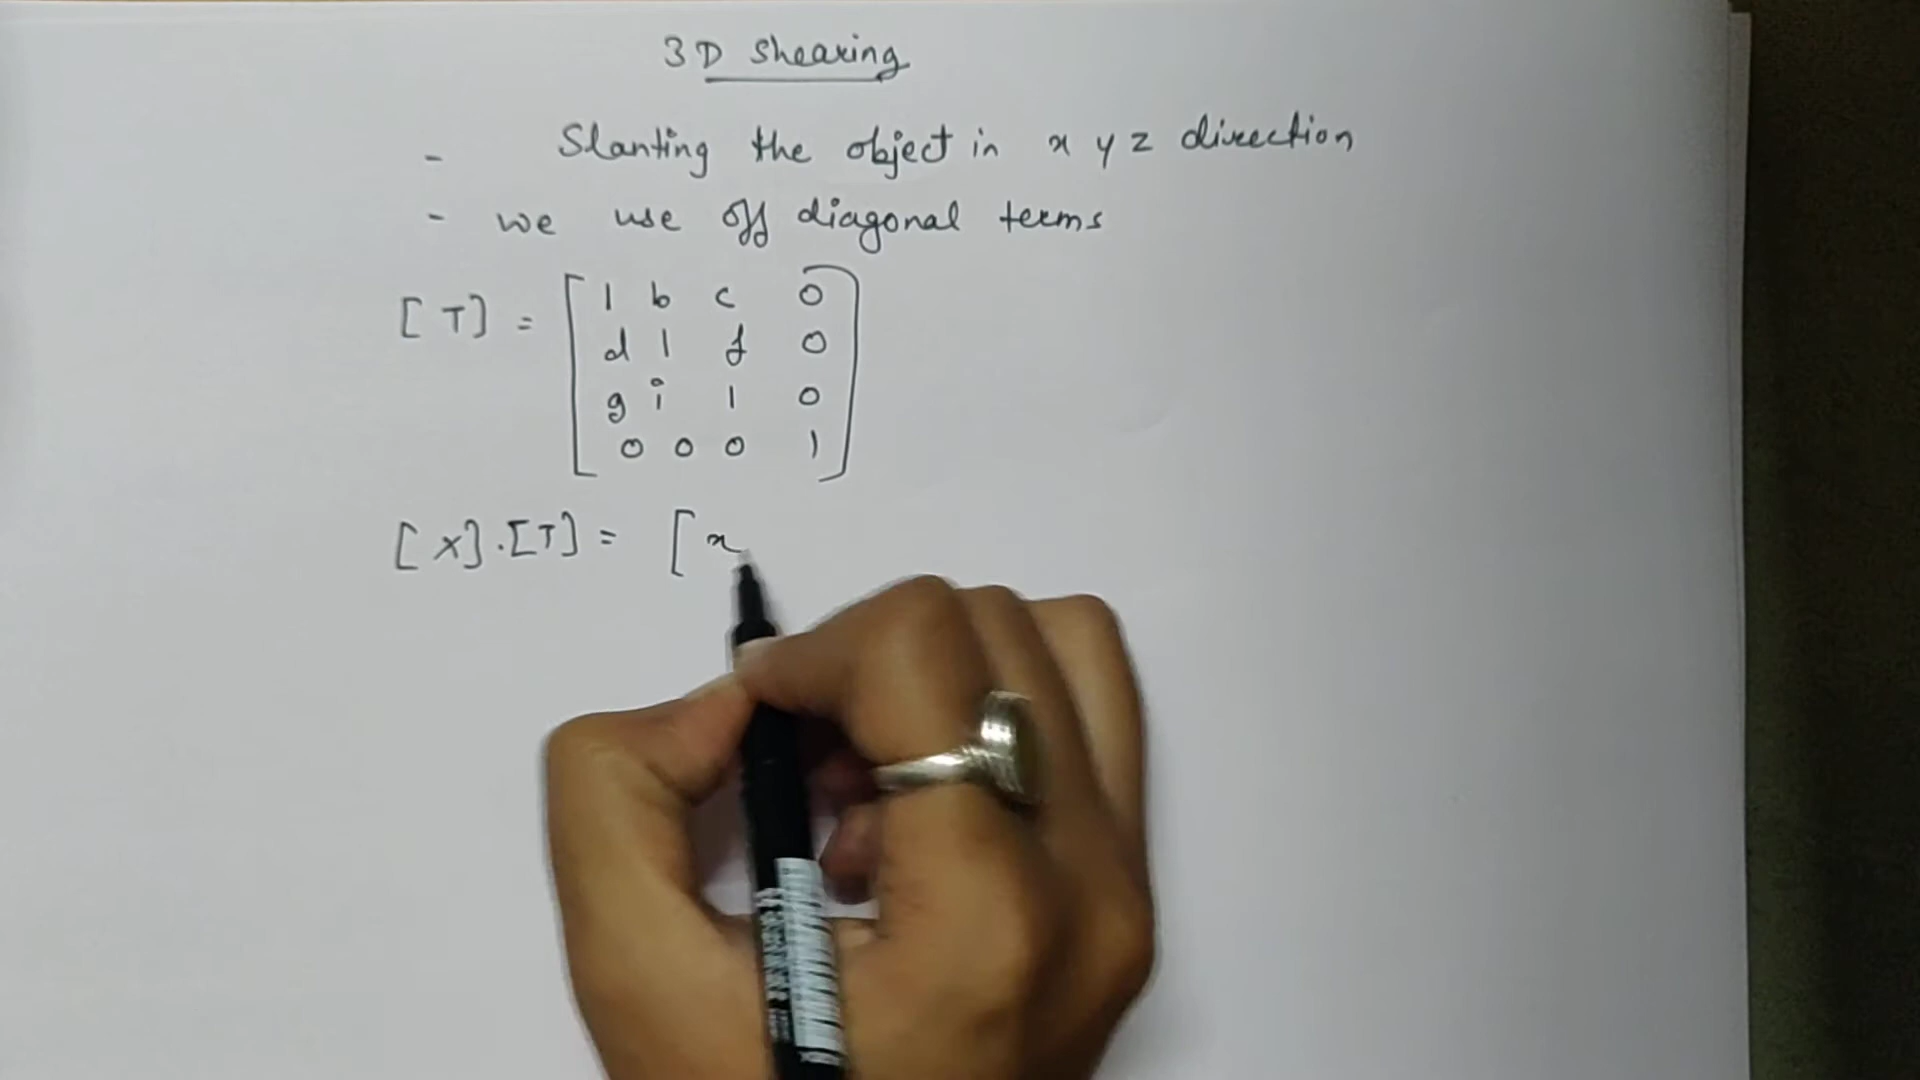 3D Shearing
- Slanting the object in x y z direction
- we use off diagonal terms
[T] = [ 1 b c 0
d 1 f 0
g i 1 0
0 0 0 1 ]
[X].[T] = [ x